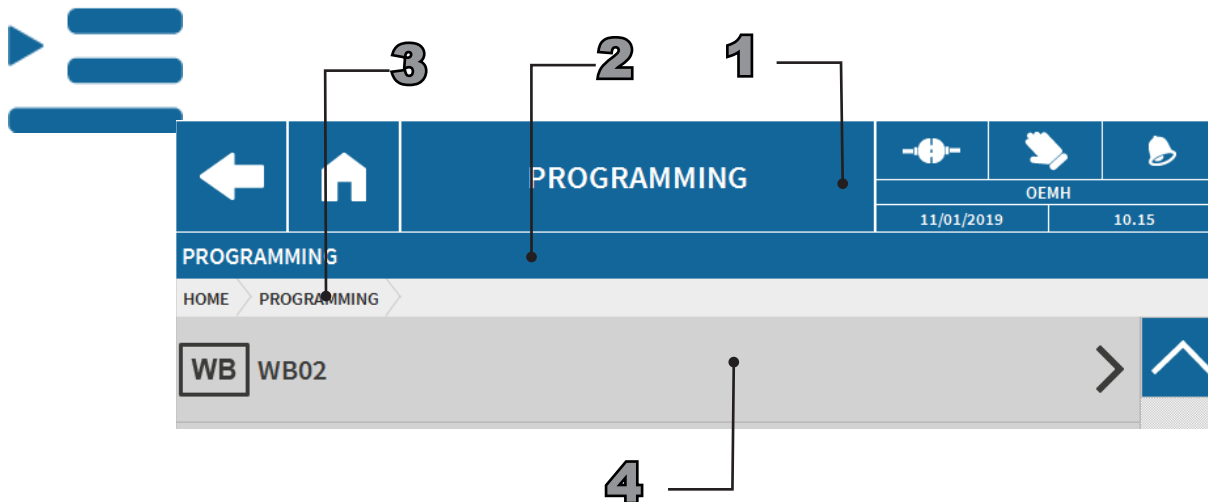 3 2 1
PROGRAMMING
OEMH
11/01/2019 10.15
PROGRAMMING
HOME PROGRAMMING
WB WB02
4